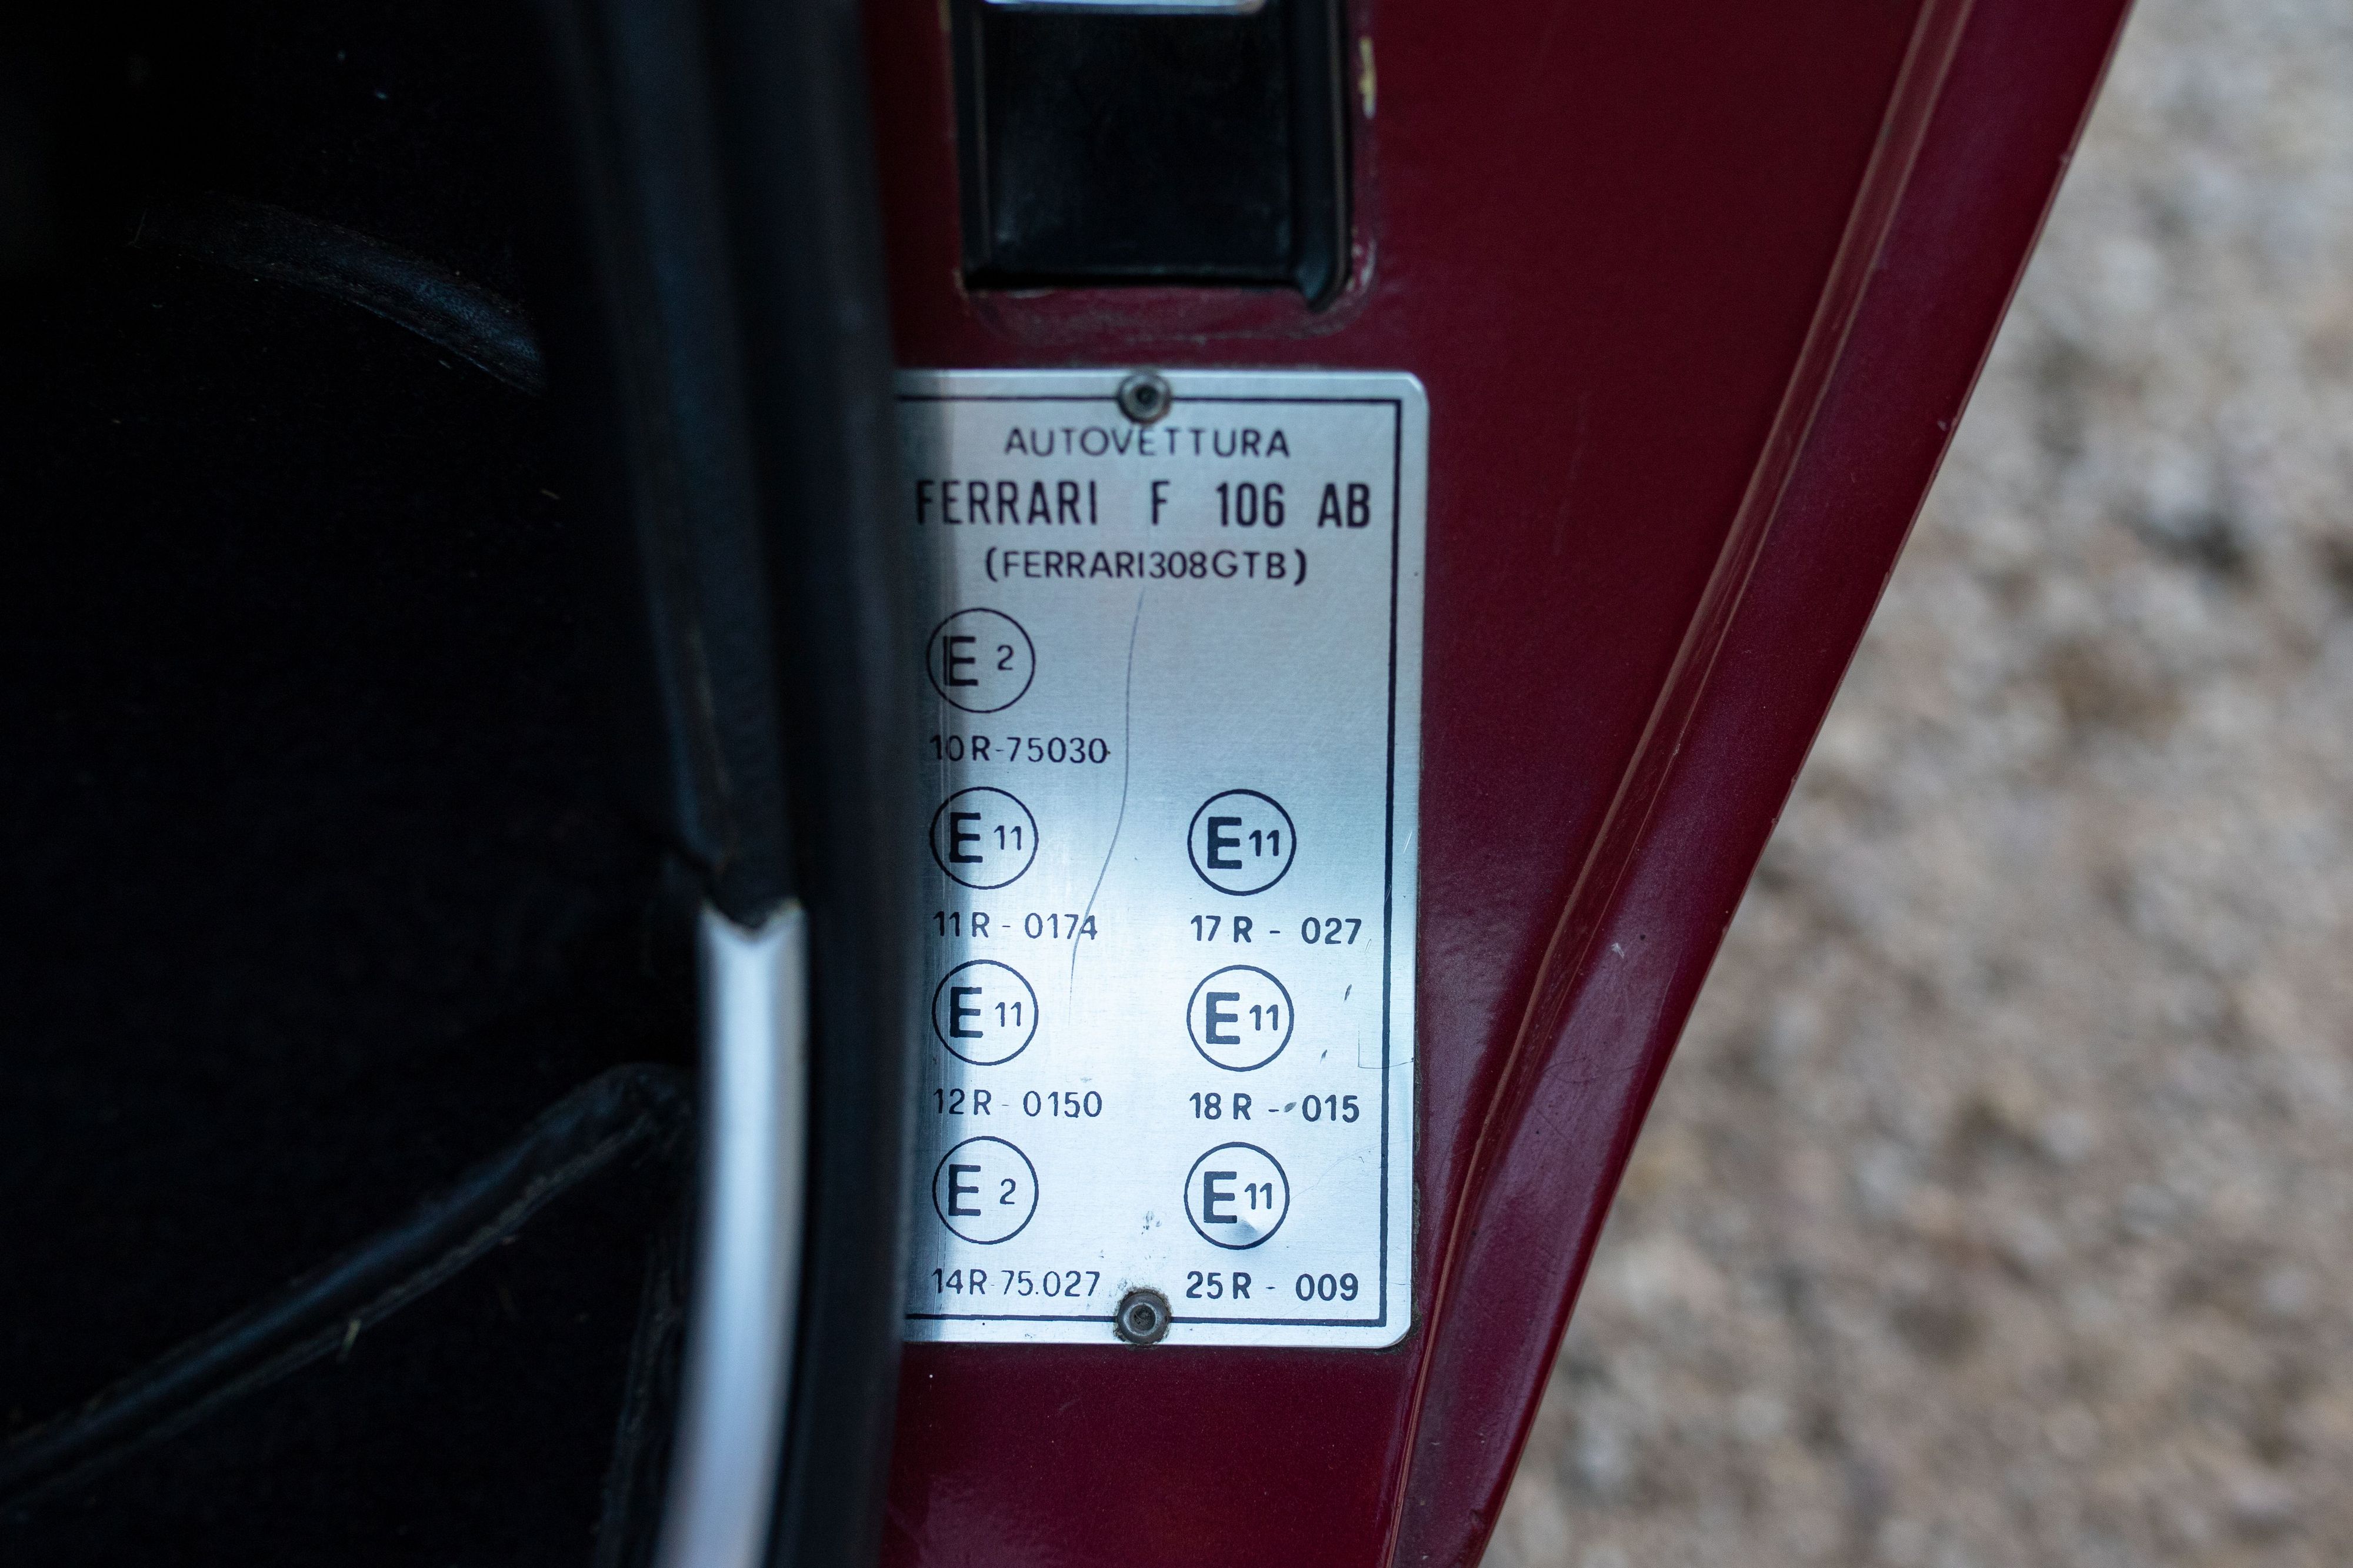 AUTOVETTURA
FERRARI F 106 AB
(FERRARI308GTB)
E 2
10R-75030
E 11 E 11
11R - 0174 17R - 027
E 11 E 11
12R - 0150 18R - 015
E 2 E 11
14R-75.027 25R - 009